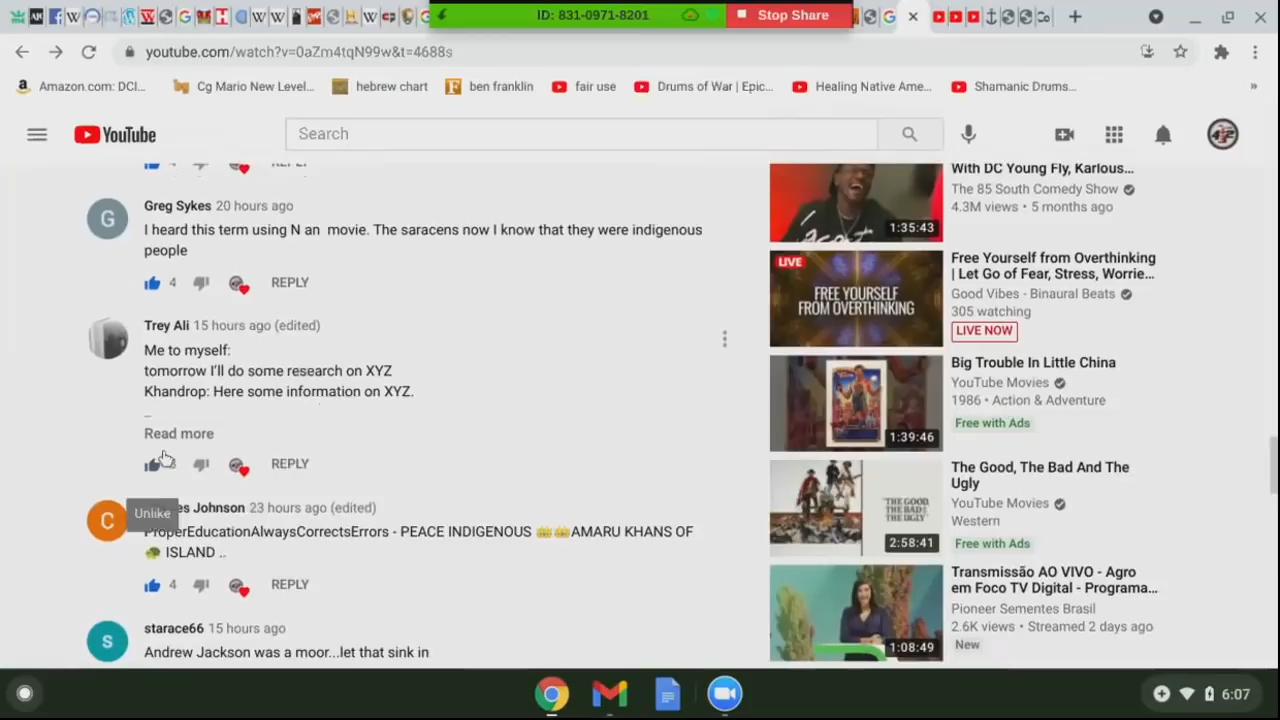 ID: 831-0971-8201
Stop Share
youtube.com/watch?v=0aZm4tqN99w&t=4688s
Amazon.com: DCI...
Cg Mario New Level...
hebrew chart
ben franklin
fair use
Drums of War | Epic...
Healing Native Ame...
Shamanic Drums...
»
YouTube
Search
REPLY
Greg Sykes 20 hours ago
I heard this term using N an movie. The saracens now I know that they were indigenous
people
4 REPLY
Trey Ali 15 hours ago (edited)
Me to myself:
tomorrow I'll do some research on XYZ
Khandrop: Here some information on XYZ.
_
Read more
REPLY
Unlike
C
Johnson 23 hours ago (edited)
ProperEducationAlwaysCorrectsErrors - PEACE INDIGENOUS 👑👑AMARU KHANS OF
🐢 ISLAND ..
4 REPLY
starace66 15 hours ago
Andrew Jackson was a moor...let that sink in
G
S
With DC Young Fly, Karlous...
The 85 South Comedy Show
4.3M views • 5 months ago
1:35:43
LIVE
FREE YOURSELF
FROM OVERTHINKING
Free Yourself from Overthinking
| Let Go of Fear, Stress, Worrie...
Good Vibes - Binaural Beats
305 watching
LIVE NOW
Big Trouble In Little China
YouTube Movies
1986 • Action & Adventure
Free with Ads
1:39:46
The Good, The Bad And The
Ugly
YouTube Movies
Western
Free with Ads
THE GOOD,
THE BAD AND
THE UGLY
2:58:41
Transmissão AO VIVO - Agro
em Foco TV Digital - Programa...
Pioneer Sementes Brasil
2.6K views • Streamed 2 days ago
New
1:08:49
6:07